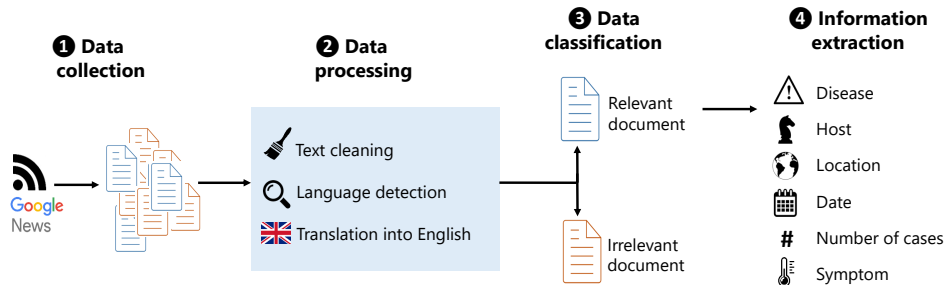 ❶ Data
collection
Google
News
❷ Data
processing
Text cleaning
Language detection
Translation into English
❸ Data
classification
Relevant
document
Irrelevant
document
❹ Information
extraction
Disease
Host
Location
Date
# Number of cases
Symptom